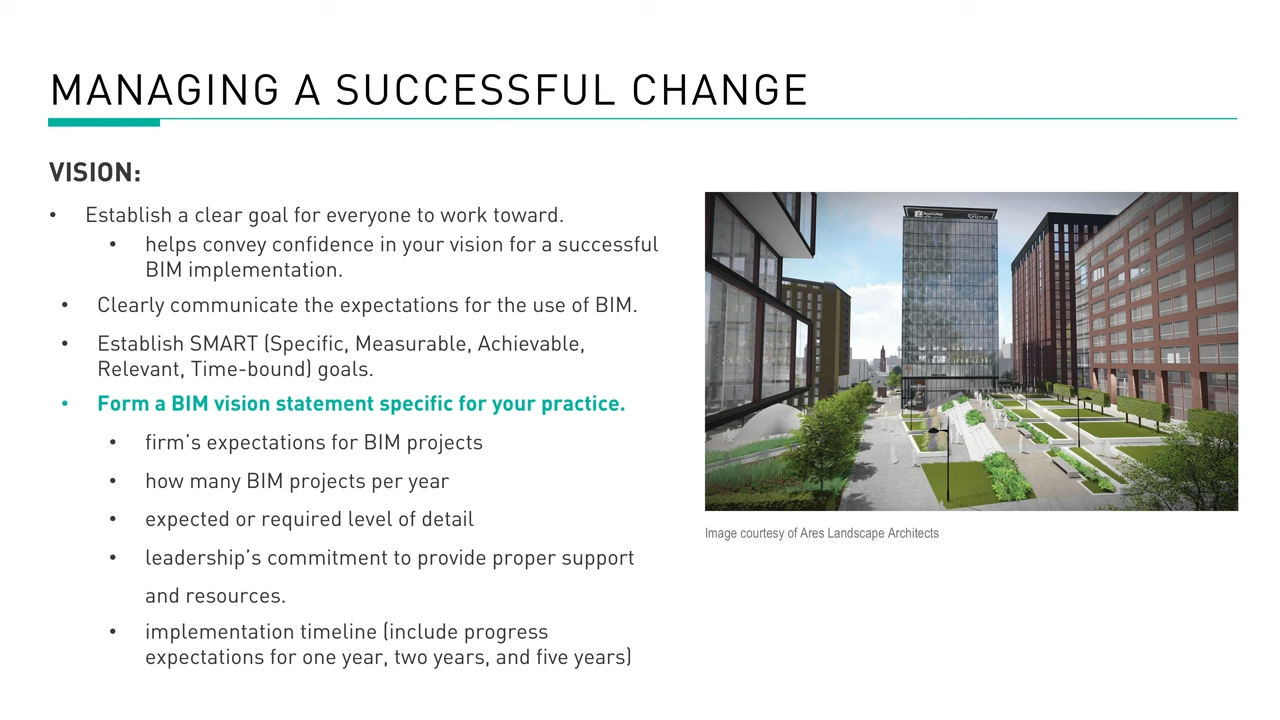 MANAGING A SUCCESSFUL CHANGE
VISION:
• Establish a clear goal for everyone to work toward.
• helps convey confidence in your vision for a successful
BIM implementation.
• Clearly communicate the expectations for the use of BIM.
• Establish SMART (Specific, Measurable, Achievable,
Relevant, Time-bound) goals.
• Form a BIM vision statement specific for your practice.
• firm's expectations for BIM projects
• how many BIM projects per year
• expected or required level of detail
• leadership's commitment to provide proper support
and resources.
• implementation timeline (include progress
expectations for one year, two years, and five years)
Image courtesy of Ares Landscape Architects